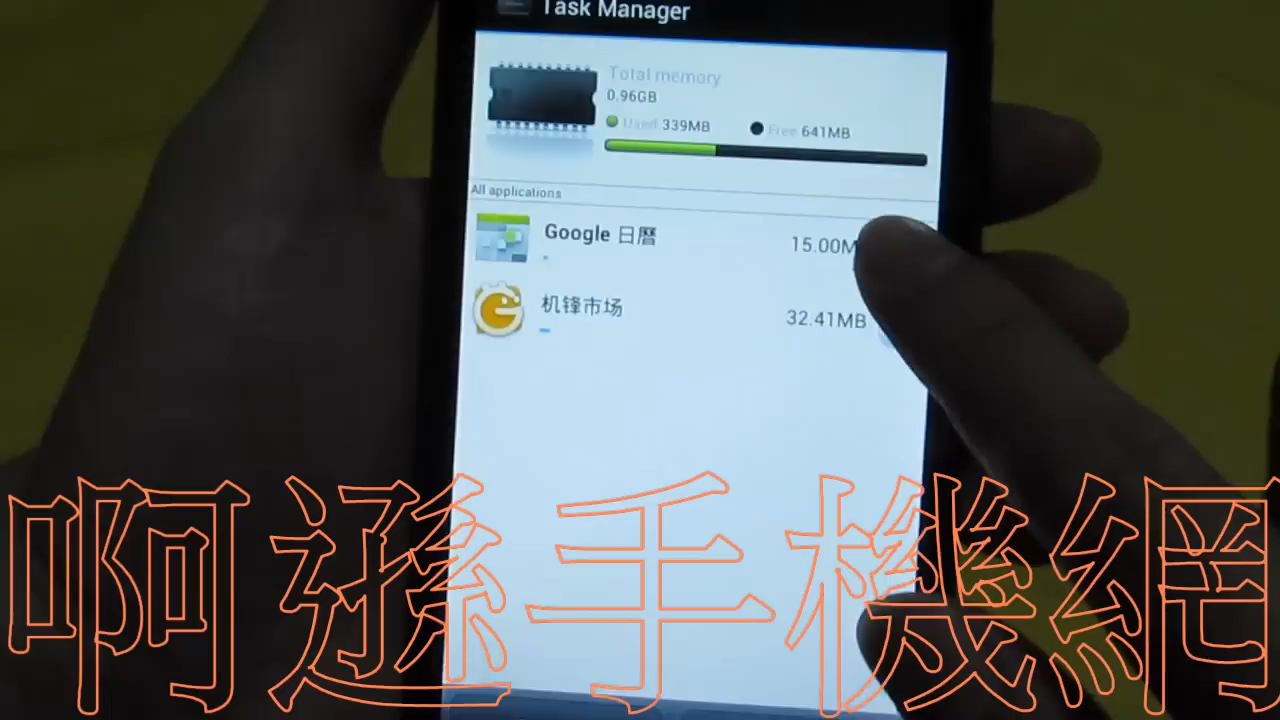 Task Manager
Total memory
0.96GB
Used 339MB Free 641MB
All applications
Google 日曆 15.00M
机锋市场 32.41MB
啊遜手機網